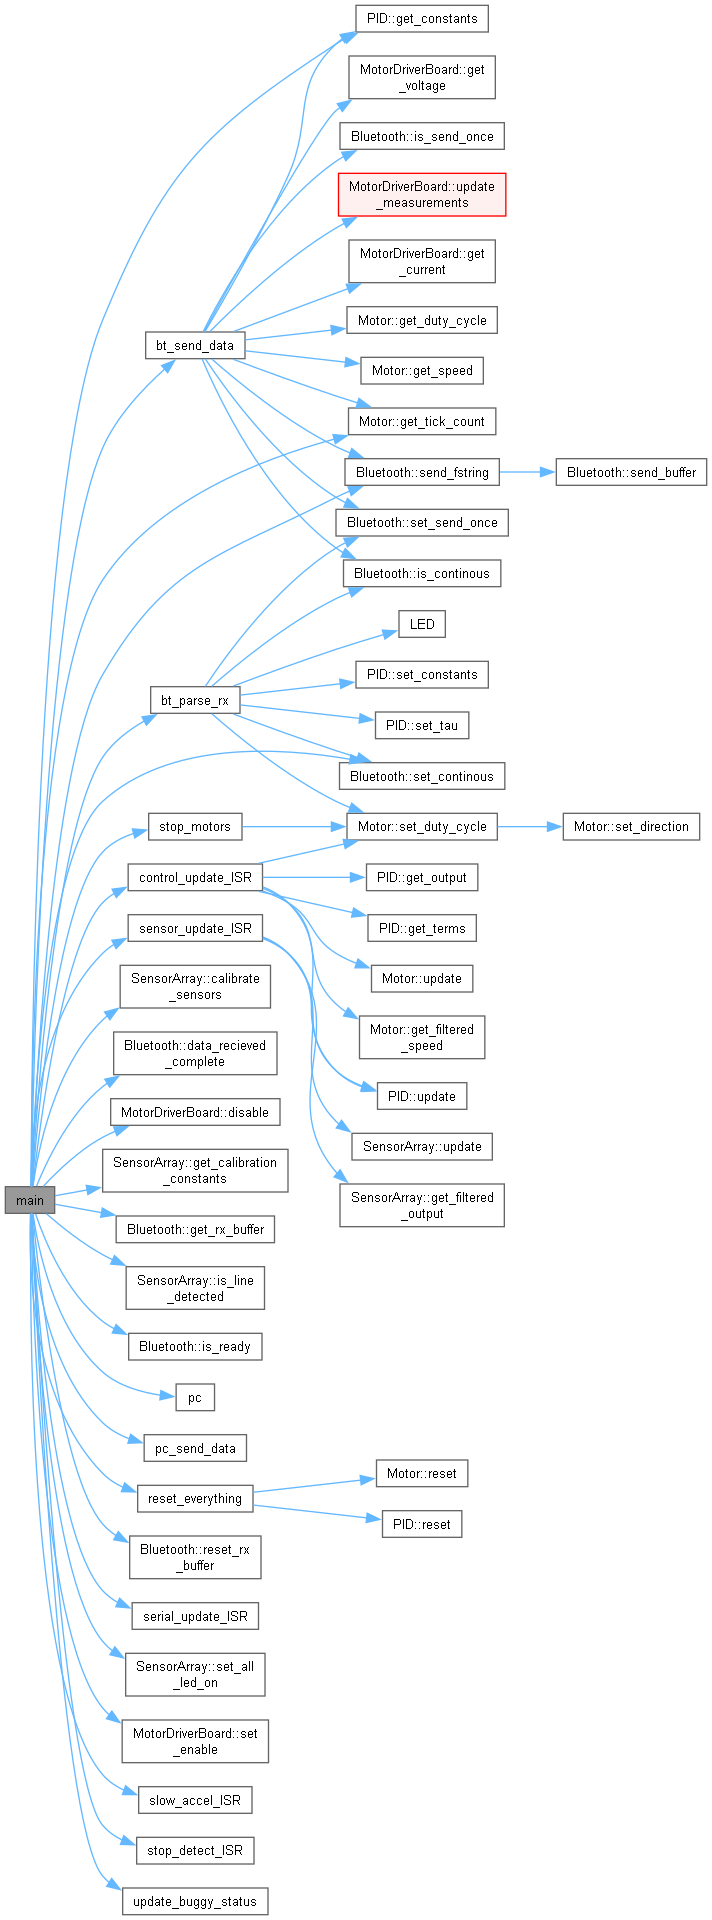 PID::get_constants
MotorDriverBoard::get
_voltage
Bluetooth::is_send_once
MotorDriverBoard::update
_measurements
MotorDriverBoard::get
_current
bt_send_data
Motor::get_duty_cycle
Motor::get_speed
Motor::get_tick_count
Bluetooth::send_fstring
Bluetooth::send_buffer
Bluetooth::set_send_once
Bluetooth::is_continous
LED
PID::set_constants
bt_parse_rx
PID::set_tau
Bluetooth::set_continous
stop_motors
Motor::set_duty_cycle
Motor::set_direction
control_update_ISR
PID::get_output
sensor_update_ISR
PID::get_terms
SensorArray::calibrate
_sensors
Motor::update
Motor::get_filtered
_speed
Bluetooth::data_recieved
_complete
PID::update
MotorDriverBoard::disable
SensorArray::update
SensorArray::get_calibration
_constants
main
SensorArray::get_filtered
_output
Bluetooth::get_rx_buffer
SensorArray::is_line
_detected
Bluetooth::is_ready
pc
pc_send_data
Motor::reset
reset_everything
PID::reset
Bluetooth::reset_rx
_buffer
serial_update_ISR
SensorArray::set_all
_led_on
MotorDriverBoard::set
_enable
slow_accel_ISR
stop_detect_ISR
update_buggy_status